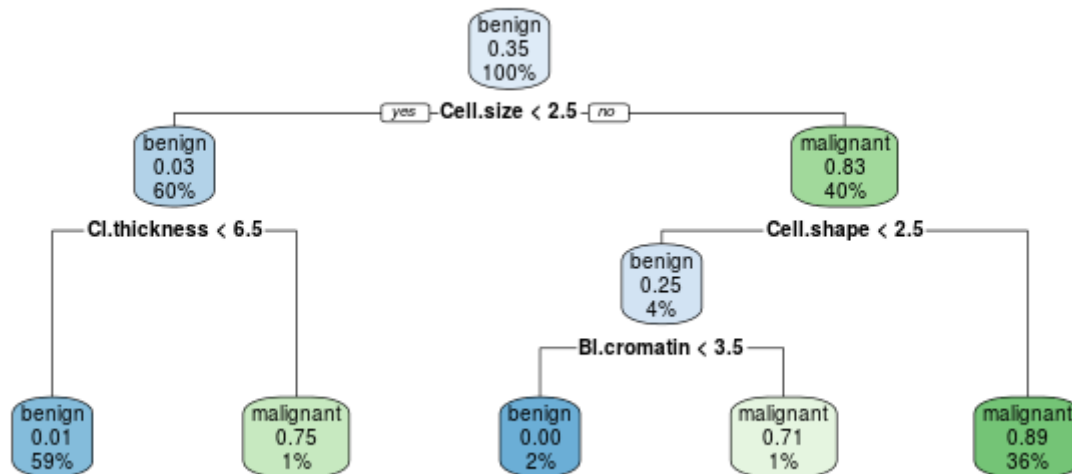 benign
0.35
100%
yes Cell.size < 2.5 no
benign
0.03
60%
malignant
0.83
40%
Cl.thickness < 6.5
Cell.shape < 2.5
benign
0.25
4%
Bl.cromatin < 3.5
benign
0.01
59%
malignant
0.75
1%
benign
0.00
2%
malignant
0.71
1%
malignant
0.89
36%